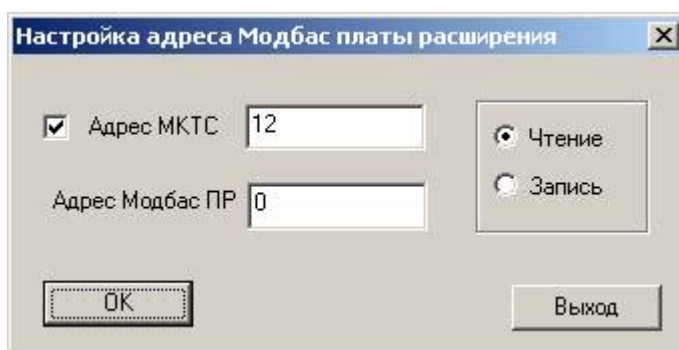 Настройка адреса Модбас платы расширения
Адрес МКТС 12
Чтение
Адрес Модбас ПР 0
Запись
OK
Выход